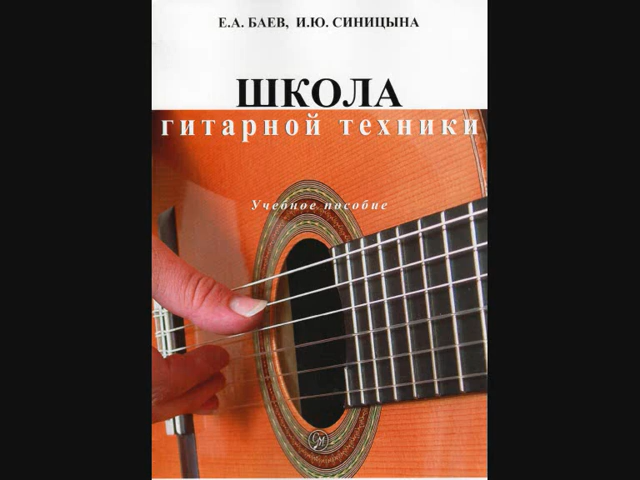 Е.А. БАЕВ, И.Ю. СИНИЦЫНА
ШКОЛА
гитарной техники
Учебное пособие